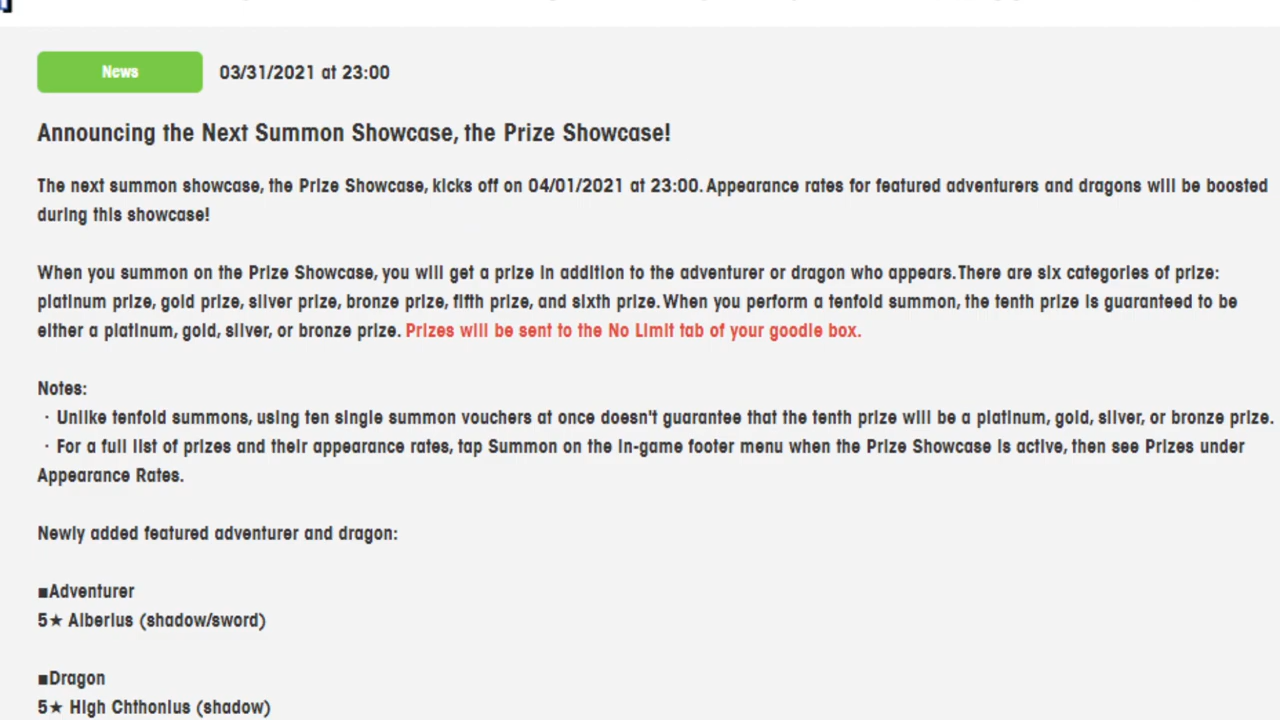 News 03/31/2021 at 23:00
Announcing the Next Summon Showcase, the Prize Showcase!
The next summon showcase, the Prize Showcase, kicks off on 04/01/2021 at 23:00. Appearance rates for featured adventurers and dragons will be boosted
during this showcase!
When you summon on the Prize Showcase, you will get a prize in addition to the adventurer or dragon who appears. There are six categories of prize:
platinum prize, gold prize, silver prize, bronze prize, fifth prize, and sixth prize. When you perform a tenfold summon, the tenth prize is guaranteed to be
either a platinum, gold, silver, or bronze prize. Prizes will be sent to the No Limit tab of your goodie box.
Notes:
· Unlike tenfold summons, using ten single summon vouchers at once doesn't guarantee that the tenth prize will be a platinum, gold, silver, or bronze prize.
· For a full list of prizes and their appearance rates, tap Summon on the in-game footer menu when the Prize Showcase is active, then see Prizes under
Appearance Rates.
Newly added featured adventurer and dragon:
■Adventurer
5★ Alberius (shadow/sword)
■Dragon
5★ High Chthonius (shadow)